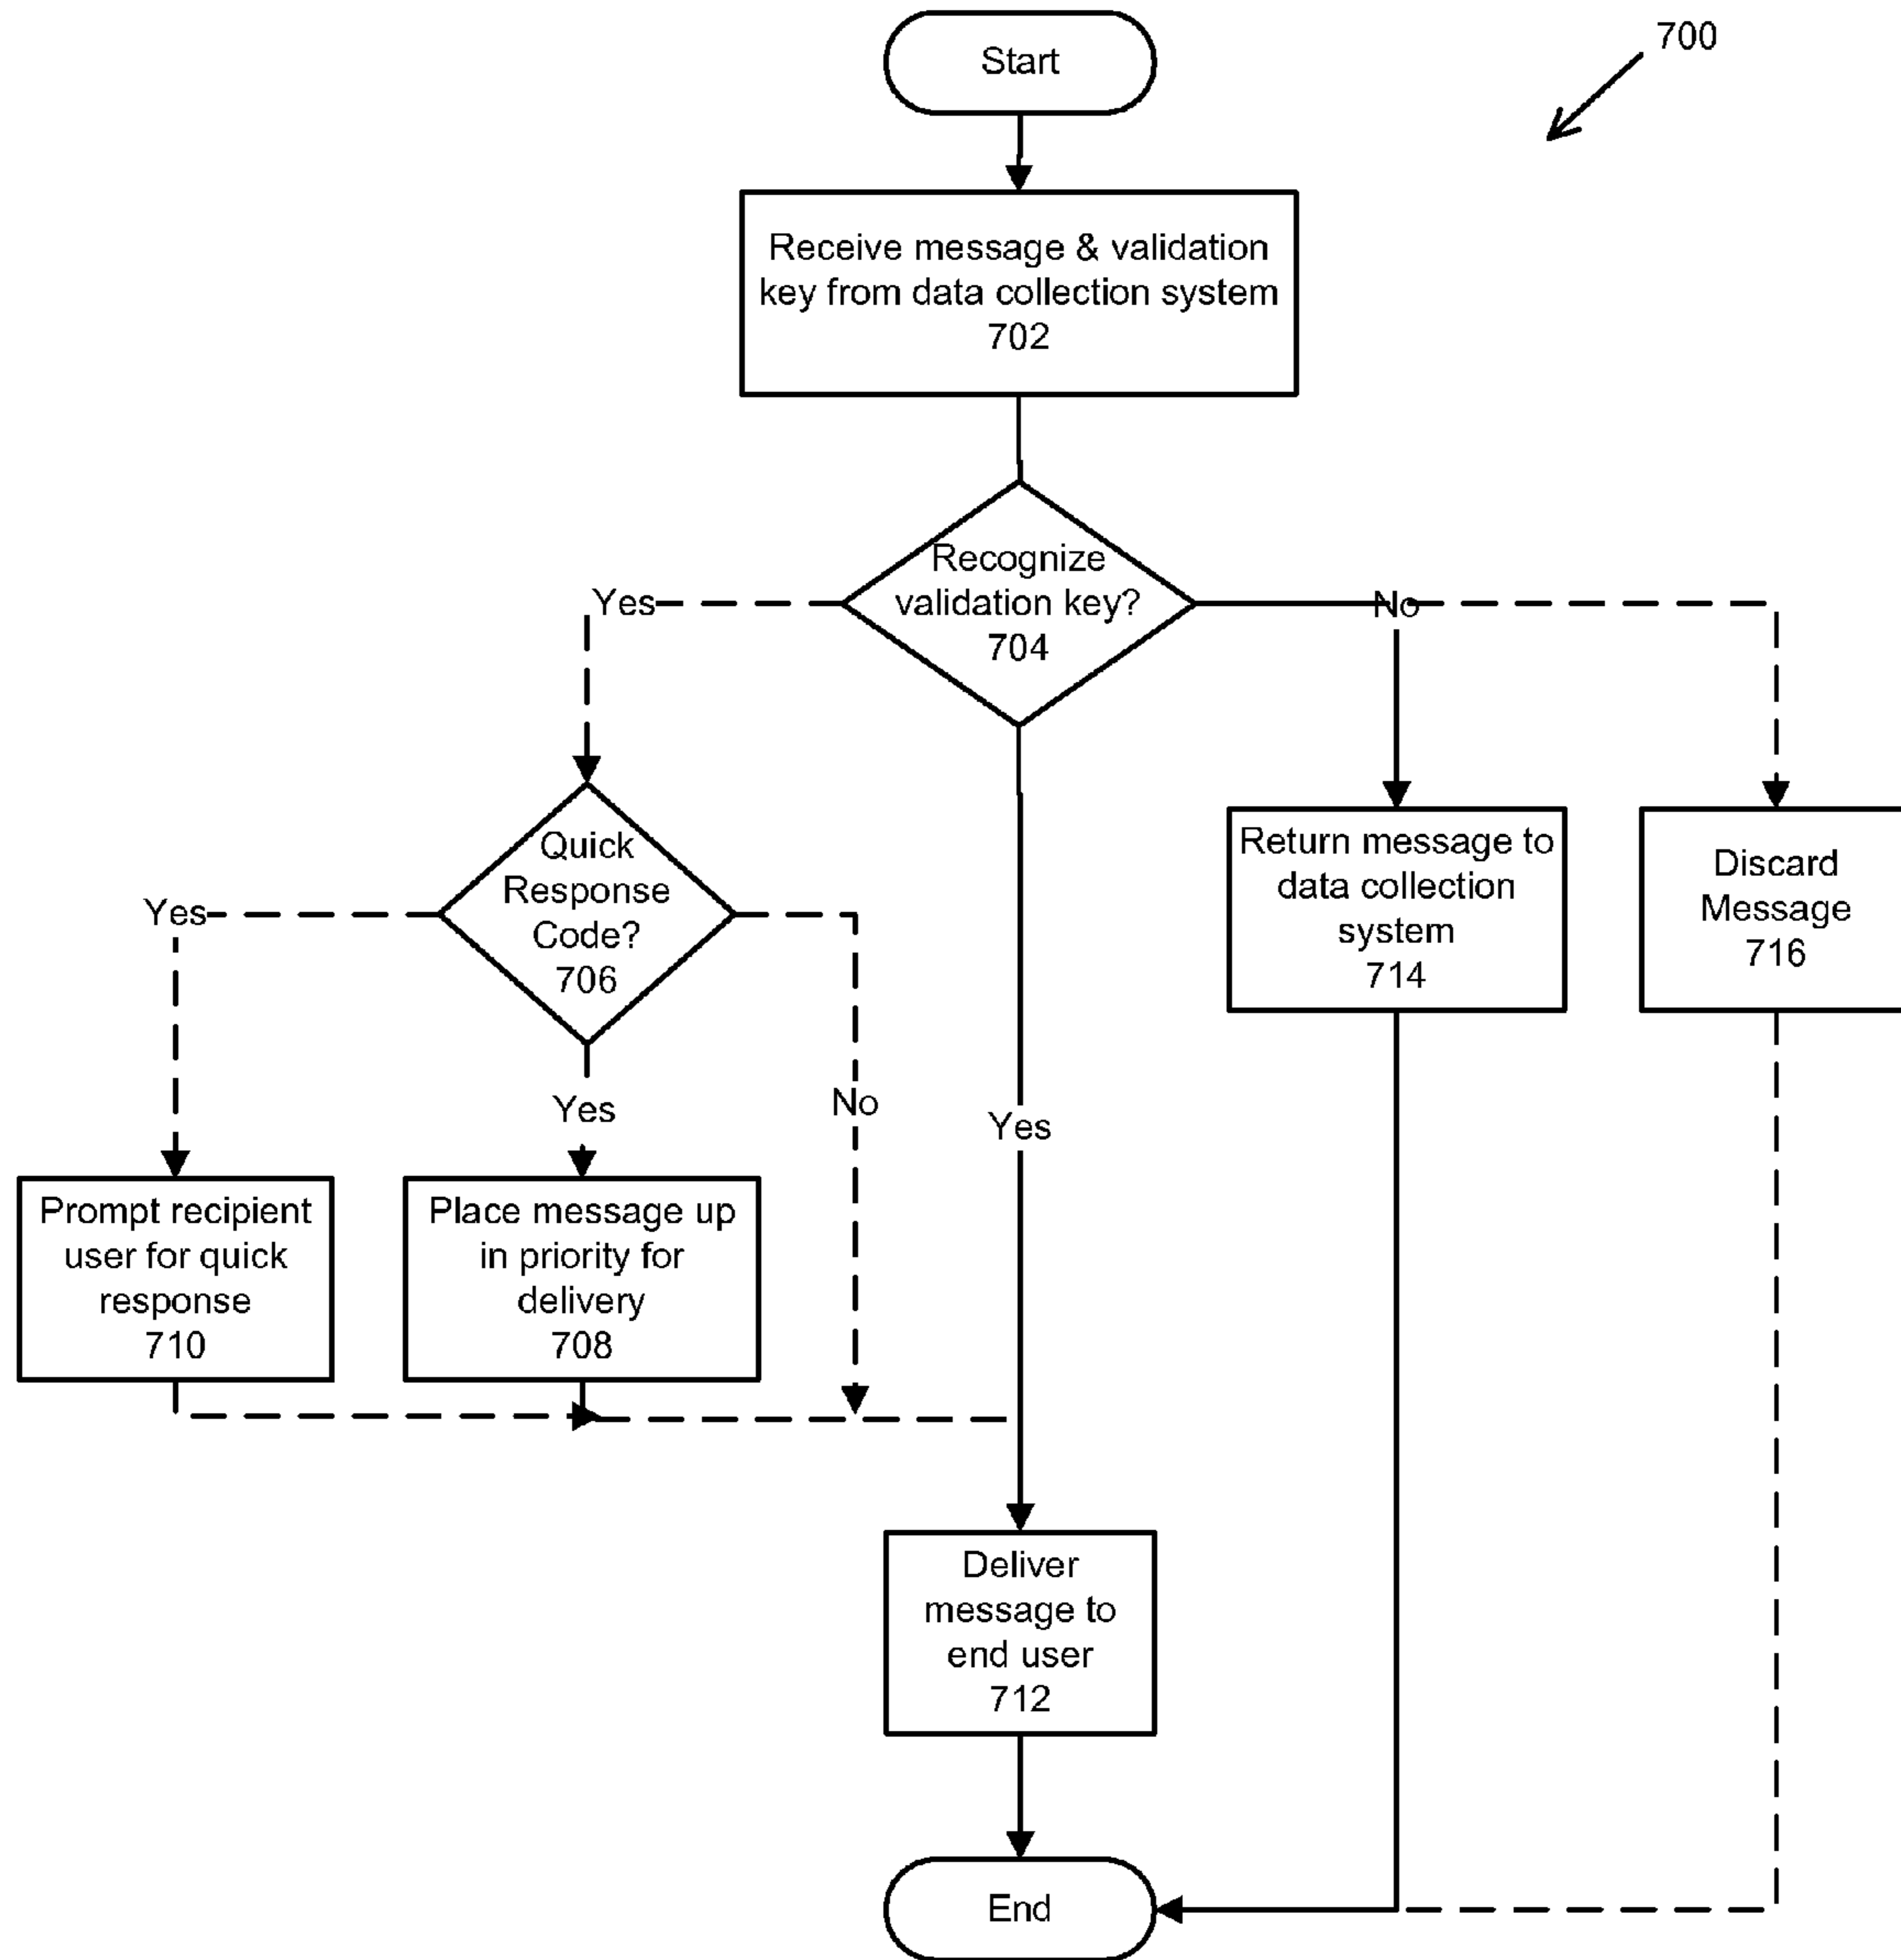 700
Start
Receive message & validation
key from data collection system
702
Recognize
validation key?
704
Yes
No
Quick
Response
Code?
706
Yes
Yes
No
Yes
Return message to
data collection
system
714
Discard
Message
716
Prompt recipient
user for quick
response
710
Place message up
in priority for
delivery
708
Deliver
message to
end user
712
End